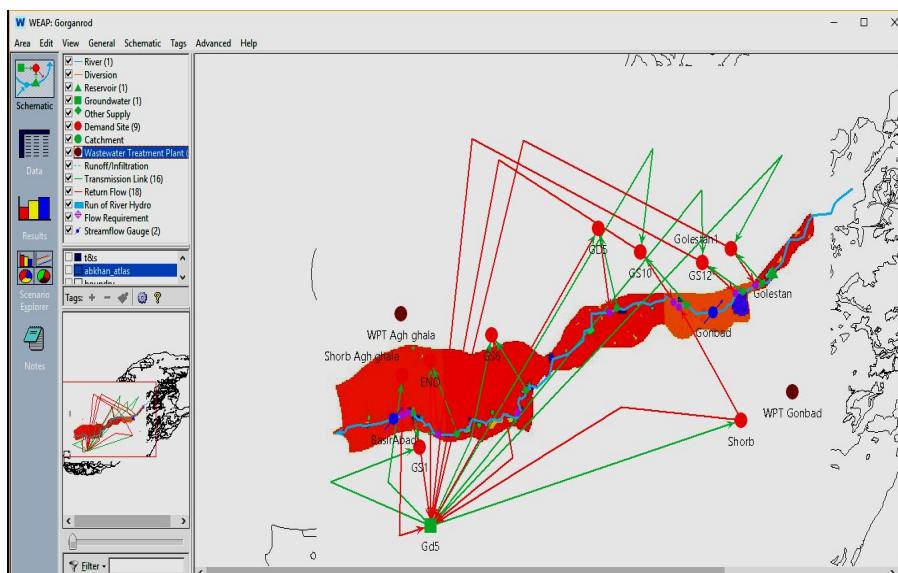 W WEAP: Gorganrod
Area Edit View General Schematic Tags Advanced Help
Schematic
Data
Results
Scenario
Explorer
Notes
River (1)
Diversion
Reservoir (1)
Groundwater (1)
Other Supply
Demand Site (9)
Catchment
Wastewater Treatment Plant (
Runoff/Infiltration
Transmission Link (16)
Return Flow (18)
Run of River Hydro
Flow Requirement
Streamflow Gauge (2)
t&s
abkhan_atlas
Tags:
Filter
Golestan1
GD5
GS10
GS12
Golestan
Gonbad
WPT Agh ghala
Shorb Agh ghala
GS6
END
WPT Gonbad
BasirAbad
Shorb
GS1
Gd5